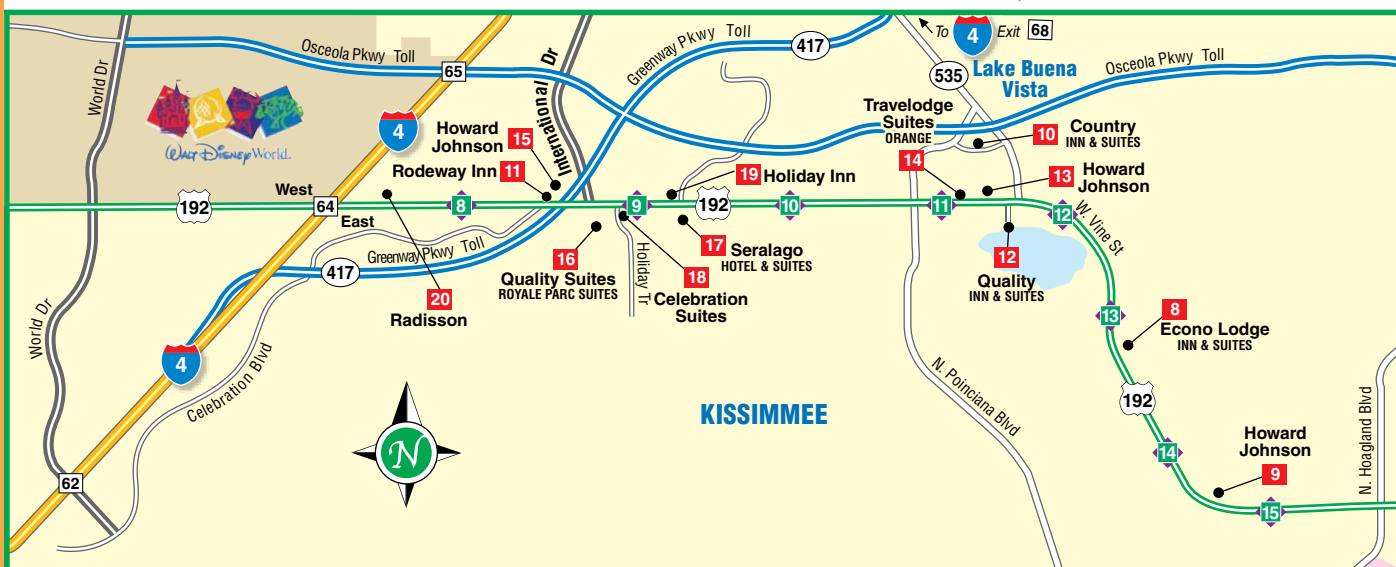 To 4 Exit 68
World Dr
Osceola Pkwy Toll
65
International Dr
Greenway Pkwy Toll
417
535
Lake Buena
Vista
Osceola Pkwy Toll
Walt Disney World.
4
Howard
Johnson
15
Rodeway Inn 11
Travelodge
Suites
ORANGE
14
10 Country
INN & SUITES
13 Howard
Johnson
19 Holiday Inn
West
192
64
East
8
9
192
10
11
12
W. Vine St
Greenway Pkwy Toll
417
20
Radisson
16
Quality Suites
ROYALE PARC SUITES
Holiday Tr
17 Seralago
HOTEL & SUITES
18
Celebration
Suites
12
Quality
INN & SUITES
13
8
Econo Lodge
INN & SUITES
World Dr
4
Celebration Blvd
N
KISSIMMEE
N. Poinciana Blvd
192
N. Hoagland Blvd
14
Howard
Johnson
9
62
15